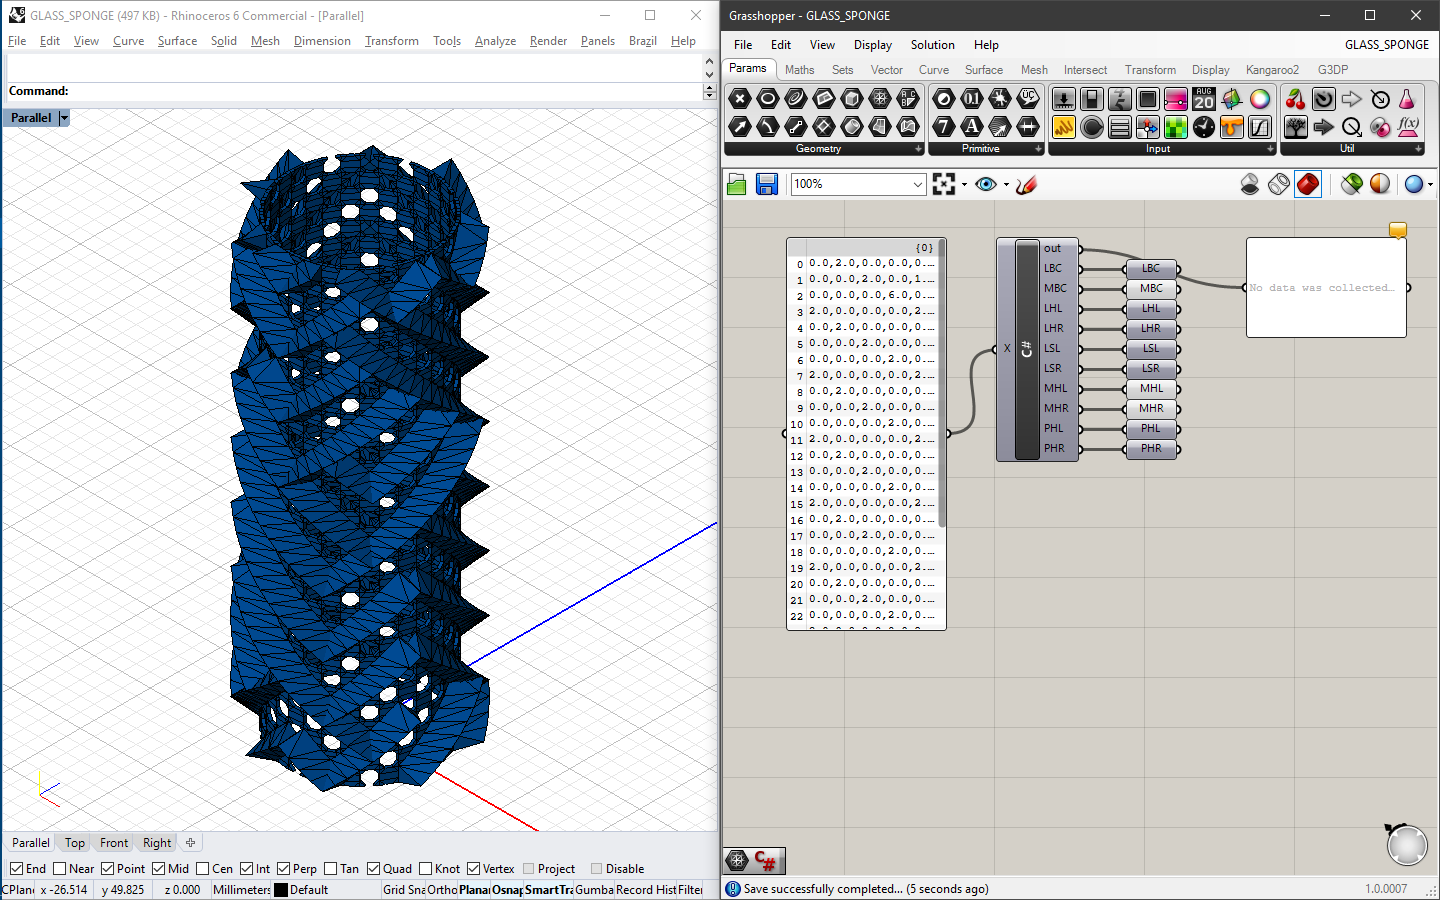 GLASS_SPONGE (497 KB) - Rhinoceros 6 Commercial - [Parallel]
File Edit View Curve Surface Solid Mesh Dimension Transform Tools Analyze Render Panels Brazil Help
Command:
Parallel
Parallel Top Front Right
End Near Point Mid Cen Int Perp Tan Quad Knot Vertex Project Disable
CPlane x -26.514 y 49.825 z 0.000 Millimeters Default Grid Sna Ortho Planar Osnap SmartTra Gumba Record Hist Filter
Grasshopper - GLASS_SPONGE
File Edit View Display Solution Help GLASS_SPONGE
Params Maths Sets Vector Curve Surface Mesh Intersect Transform Display Kangaroo2 G3DP
Geometry Primitive Input Util
100%
{0}
0 0.0,2.0,0.0,0.0,0...
1 0.0,0.0,2.0,0.0,1...
2 0.0,0.0,0.0,6.0,0...
3 2.0,0.0,0.0,0.0,2...
4 0.0,2.0,0.0,0.0,0...
5 0.0,0.0,2.0,0.0,0...
6 0.0,0.0,0.0,2.0,0...
7 2.0,0.0,0.0,0.0,2...
8 0.0,2.0,0.0,0.0,0...
9 0.0,0.0,2.0,0.0,0...
10 0.0,0.0,0.0,2.0,0...
11 2.0,0.0,0.0,0.0,2...
12 0.0,2.0,0.0,0.0,0...
13 0.0,0.0,2.0,0.0,0...
14 0.0,0.0,0.0,2.0,0...
15 2.0,0.0,0.0,0.0,2...
16 0.0,2.0,0.0,0.0,0...
17 0.0,0.0,2.0,0.0,0...
18 0.0,0.0,0.0,2.0,0...
19 2.0,0.0,0.0,0.0,2...
20 0.0,2.0,0.0,0.0,0...
21 0.0,0.0,2.0,0.0,0...
22 0.0,0.0,0.0,2.0,0...
X
C#
out
LBC LBC
MBC MBC
LHL LHL
LHR LHR
LSL LSL
LSR LSR
MHL MHL
MHR MHR
PHL PHL
PHR PHR
No data was collected...
C#
Save successfully completed... (5 seconds ago) 1.0.0007